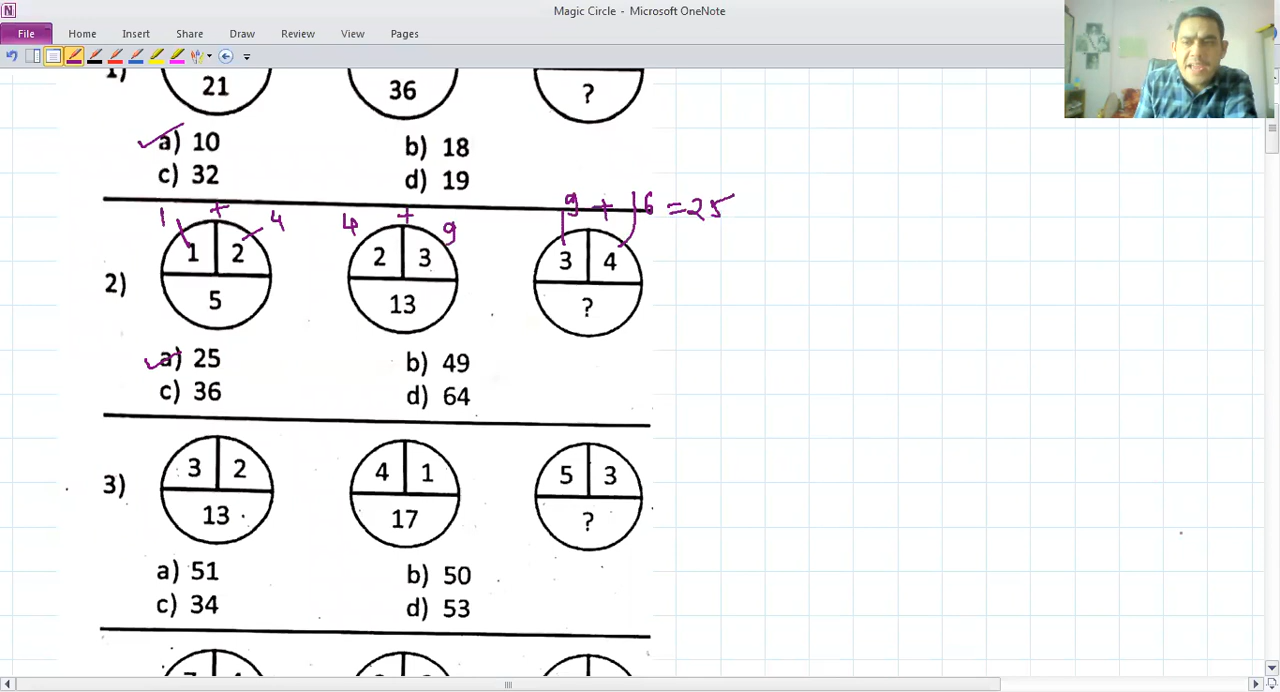 Magic Circle - Microsoft OneNote
File Home Insert Share Draw Review View Pages
1)
21 36 ?
a) 10 b) 18
c) 32 d) 19
1 + 4 4 + 9 9 + 16 = 25
2)
1 2 2 3 3 4
5 13 ?
a) 25 b) 49
c) 36 d) 64
3)
3 2 4 1 5 3
13 17 ?
a) 51 b) 50
c) 34 d) 53